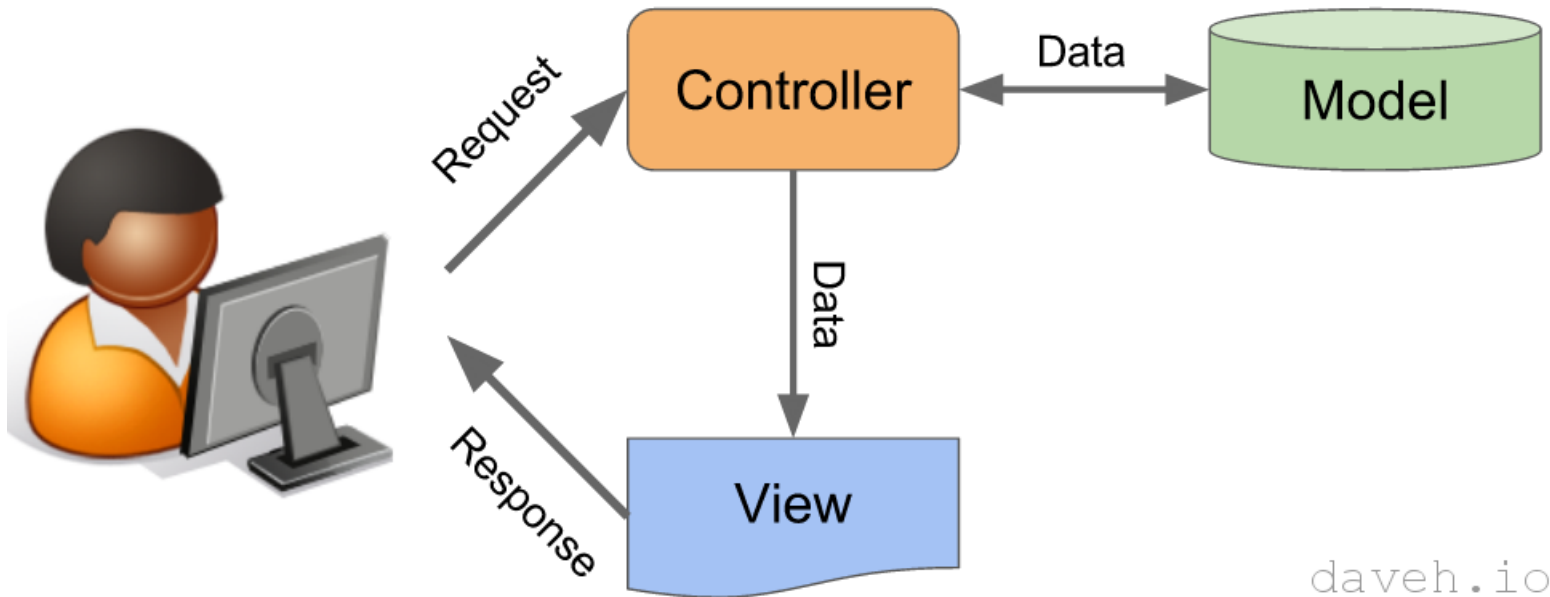 Request
Controller
Data
Model
Data
Response
View
daveh.io